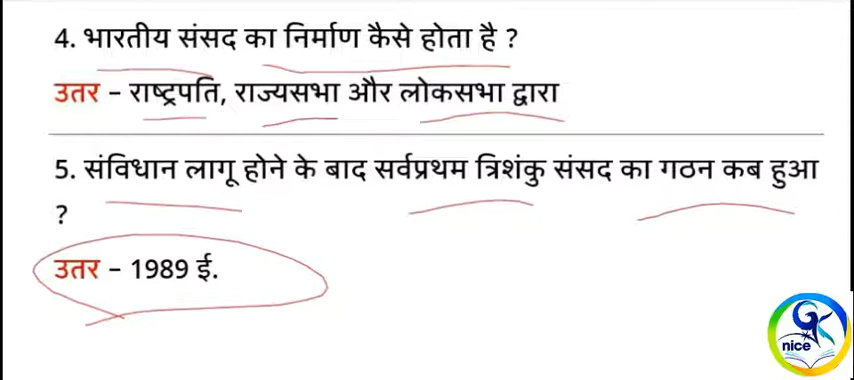 4. भारतीय संसद का निर्माण कैसे होता है ?
उतर – राष्ट्रपति, राज्यसभा और लोकसभा द्वारा
5. संविधान लागू होने के बाद सर्वप्रथम त्रिशंकु संसद का गठन कब हुआ
?
उतर – 1989 ई.
nice